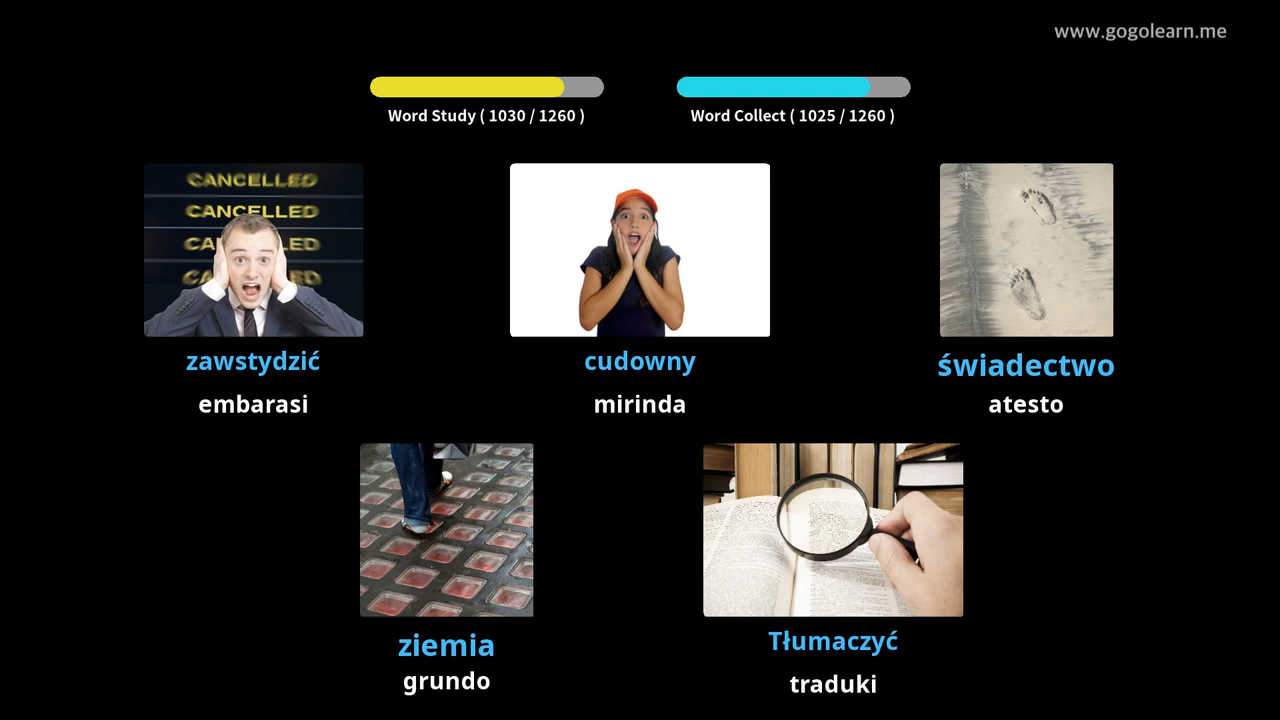 www.gogolearn.me
Word Study ( 1030 / 1260 )
Word Collect ( 1025 / 1260 )
CANCELLED
CANCELLED
zawstydzić
cudowny
świadectwo
embarasi
mirinda
atesto
ziemia
Tłumaczyć
grundo
traduki